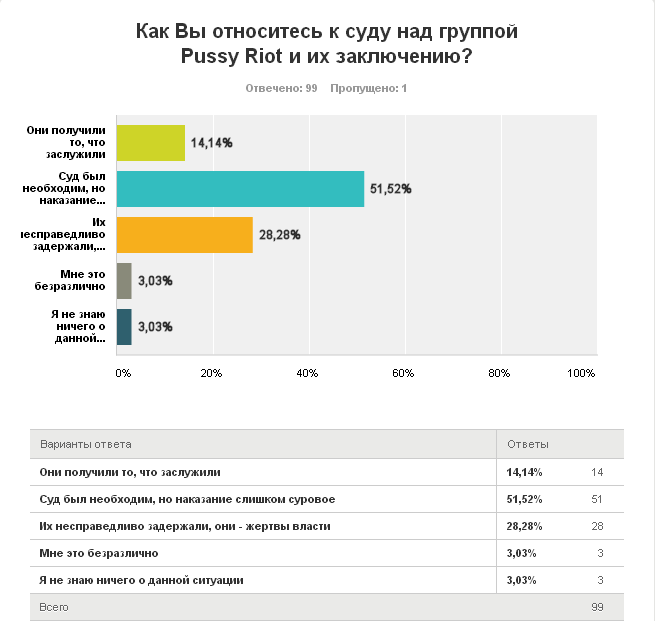 Как Вы относитесь к суду над группой
Pussy Riot и их заключению?
Отвечено: 99 Пропущено: 1
Они получили
то, что
заслужили
14,14%
Суд был
необходим, но
наказание...
51,52%
Их
несправедливо
задержали,...
28,28%
Мне это
безразлично
3,03%
Я не знаю
ничего о
данной...
3,03%
0% 20% 40% 60% 80% 100%
Варианты ответа Ответы
Они получили то, что заслужили 14,14% 14
Суд был необходим, но наказание слишком суровое 51,52% 51
Их несправедливо задержали, они - жертвы власти 28,28% 28
Мне это безразлично 3,03% 3
Я не знаю ничего о данной ситуации 3,03% 3
Всего 99